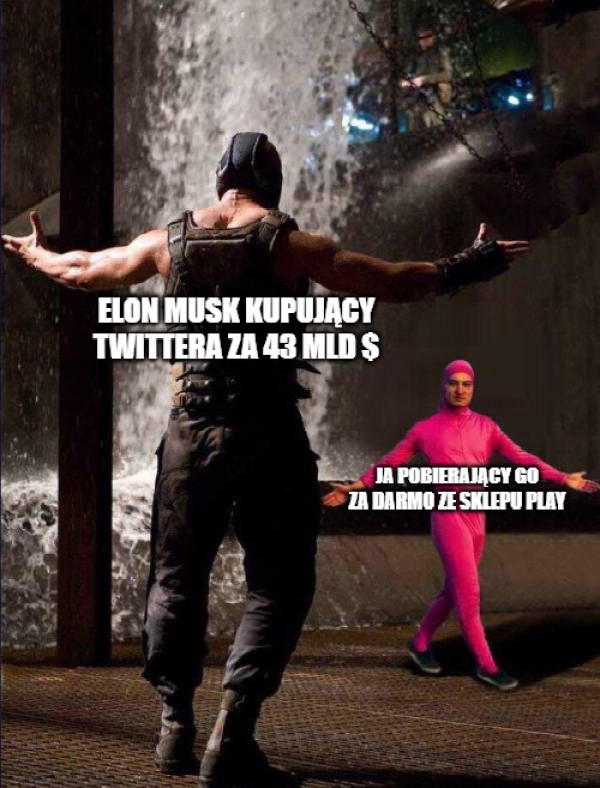 ELON MUSK KUPUJĄCY
TWITTERA ZA 43 MLD $
JA POBIERAJĄCY GO
ZA DARMO ZE SKLEPU PLAY